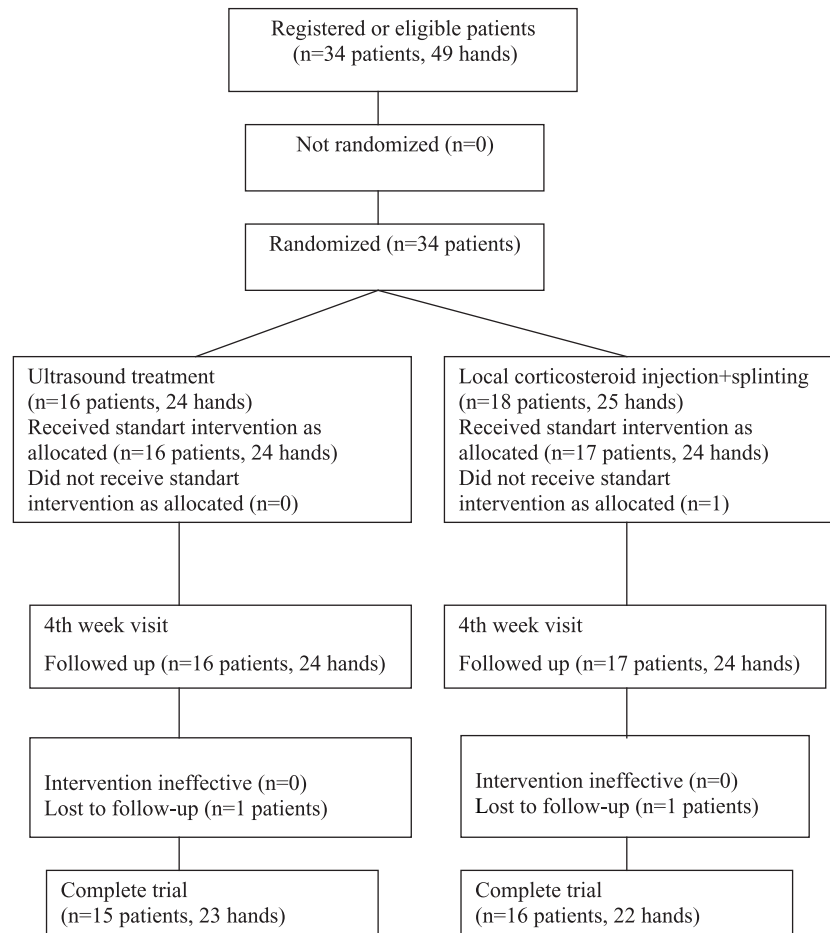 Registered or eligible patients
(n=34 patients, 49 hands)
Not randomized (n=0)
Randomized (n=34 patients)
Ultrasound treatment
(n=16 patients, 24 hands)
Received standart intervention as
allocated (n=16 patients, 24 hands)
Did not receive standart
intervention as allocated (n=0)
Local corticosteroid injection+splinting
(n=18 patients, 25 hands)
Received standart intervention as
allocated (n=17 patients, 24 hands)
Did not receive standart
intervention as allocated (n=1)
4th week visit
Followed up (n=16 patients, 24 hands)
4th week visit
Followed up (n=17 patients, 24 hands)
Intervention ineffective (n=0)
Lost to follow-up (n=1 patients)
Intervention ineffective (n=0)
Lost to follow-up (n=1 patients)
Complete trial
(n=15 patients, 23 hands)
Complete trial
(n=16 patients, 22 hands)